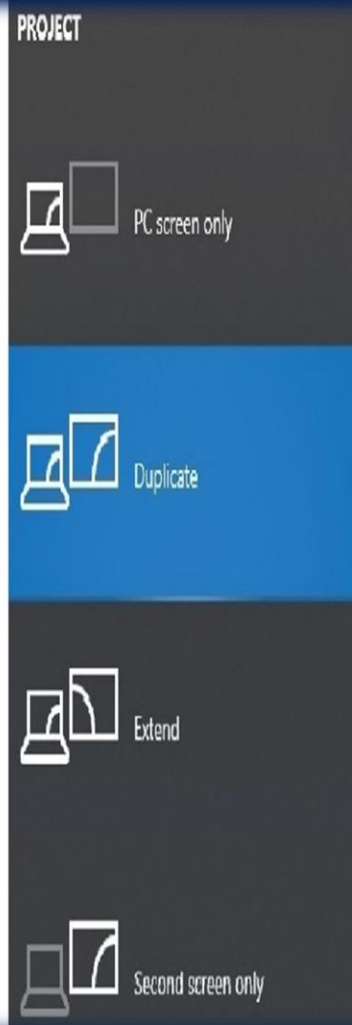 PROJECT
PC screen only
Duplicate
Extend
Second screen only